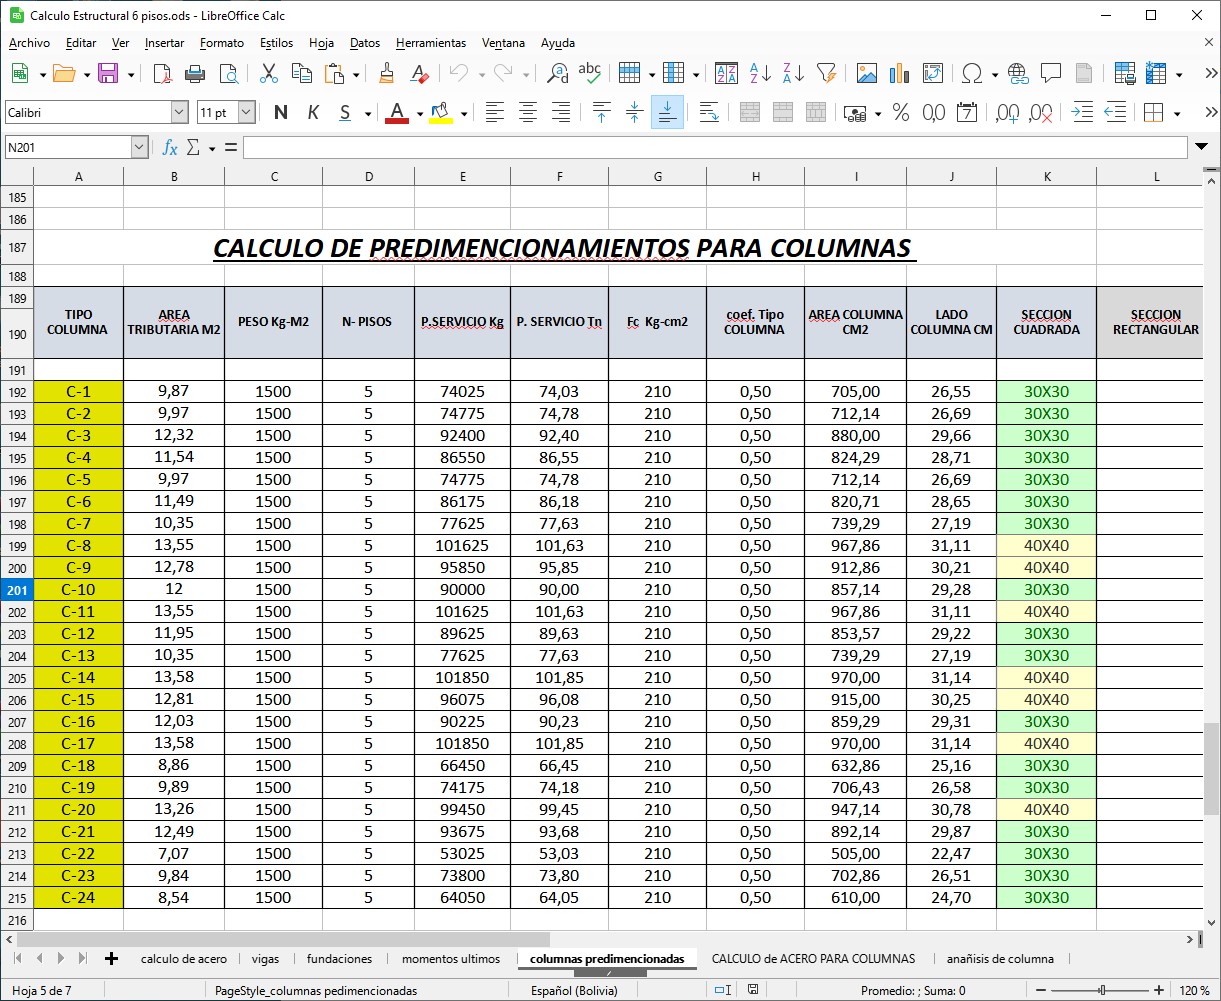 Calculo Estructural 6 pisos.ods - LibreOffice Calc
Archivo Editar Ver Insertar Formato Estilos Hoja Datos Herramientas Ventana Ayuda
Calibri 11 pt N K S
N201
A B C D E F G H I J K L
185
186
187 CALCULO DE PREDIMENCIONAMIENTOS PARA COLUMNAS
188
189
190
TIPO COLUMNA AREA TRIBUTARIA M2 PESO Kg-M2 N- PISOS P.SERVICIO Kg P. SERVICIO Tn Fc Kg-cm2 coef. Tipo COLUMNA AREA COLUMNA CM2 LADO COLUMNA CM SECCION CUADRADA SECCION RECTANGULAR
191
192 C-1 9,87 1500 5 74025 74,03 210 0,50 705,00 26,55 30X30
193 C-2 9,97 1500 5 74775 74,78 210 0,50 712,14 26,69 30X30
194 C-3 12,32 1500 5 92400 92,40 210 0,50 880,00 29,66 30X30
195 C-4 11,54 1500 5 86550 86,55 210 0,50 824,29 28,71 30X30
196 C-5 9,97 1500 5 74775 74,78 210 0,50 712,14 26,69 30X30
197 C-6 11,49 1500 5 86175 86,18 210 0,50 820,71 28,65 30X30
198 C-7 10,35 1500 5 77625 77,63 210 0,50 739,29 27,19 30X30
199 C-8 13,55 1500 5 101625 101,63 210 0,50 967,86 31,11 40X40
200 C-9 12,78 1500 5 95850 95,85 210 0,50 912,86 30,21 40X40
201 C-10 12 1500 5 90000 90,00 210 0,50 857,14 29,28 30X30
202 C-11 13,55 1500 5 101625 101,63 210 0,50 967,86 31,11 40X40
203 C-12 11,95 1500 5 89625 89,63 210 0,50 853,57 29,22 30X30
204 C-13 10,35 1500 5 77625 77,63 210 0,50 739,29 27,19 30X30
205 C-14 13,58 1500 5 101850 101,85 210 0,50 970,00 31,14 40X40
206 C-15 12,81 1500 5 96075 96,08 210 0,50 915,00 30,25 40X40
207 C-16 12,03 1500 5 90225 90,23 210 0,50 859,29 29,31 30X30
208 C-17 13,58 1500 5 101850 101,85 210 0,50 970,00 31,14 40X40
209 C-18 8,86 1500 5 66450 66,45 210 0,50 632,86 25,16 30X30
210 C-19 9,89 1500 5 74175 74,18 210 0,50 706,43 26,58 30X30
211 C-20 13,26 1500 5 99450 99,45 210 0,50 947,14 30,78 40X40
212 C-21 12,49 1500 5 93675 93,68 210 0,50 892,14 29,87 30X30
213 C-22 7,07 1500 5 53025 53,03 210 0,50 505,00 22,47 30X30
214 C-23 9,84 1500 5 73800 73,80 210 0,50 702,86 26,51 30X30
215 C-24 8,54 1500 5 64050 64,05 210 0,50 610,00 24,70 30X30
216
calculo de acero vigas fundaciones momentos ultimos columnas predimencionadas CALCULO de ACERO PARA COLUMNAS anañisis de columna
Hoja 5 de 7 PageStyle_columnas pedimencionadas Español (Bolivia) Promedio: ; Suma: 0 120 %